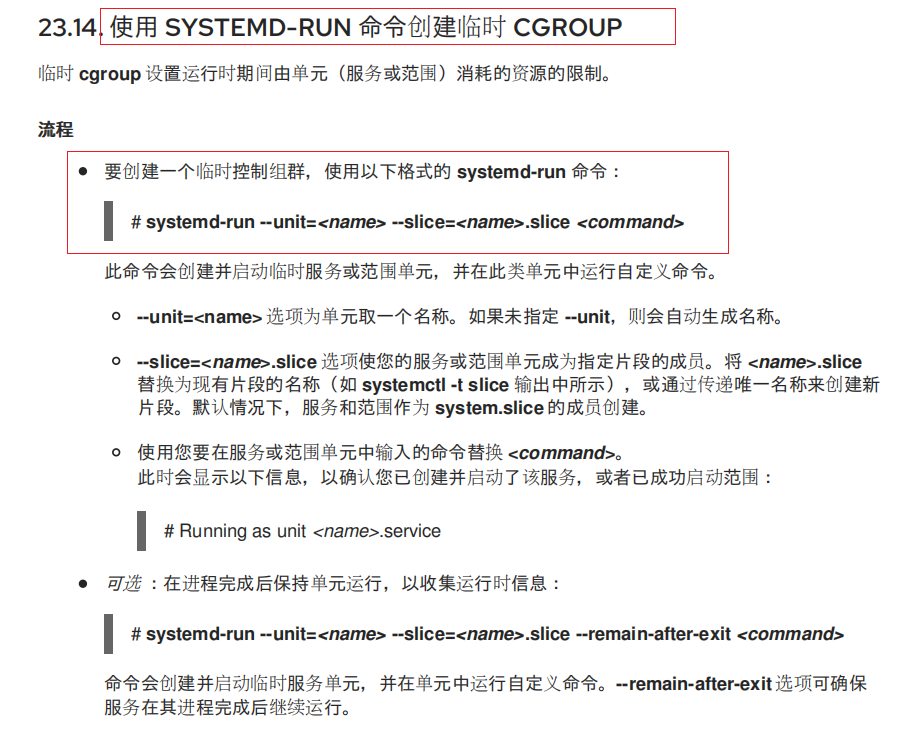 23.14. 使用 SYSTEMD-RUN 命令创建临时 CGROUP
临时 cgroup 设置运行时期间由单元（服务或范围）消耗的资源的限制。
流程
● 要创建一个临时控制组群，使用以下格式的 systemd-run 命令：
# systemd-run --unit=<name> --slice=<name>.slice <command>
此命令会创建并启动临时服务或范围单元，并在此类单元中运行自定义命令。
○ --unit=<name> 选项为单元取一个名称。如果未指定 --unit，则会自动生成名称。
○ --slice=<name>.slice 选项使您的服务或范围单元成为指定片段的成员。将 <name>.slice
替换为现有片段的名称（如 systemctl -t slice 输出中所示），或通过传递唯一名称来创建新
片段。默认情况下，服务和范围作为 system.slice 的成员创建。
○ 使用您要在服务或范围单元中输入的命令替换 <command>。
此时会显示以下信息，以确认您已创建并启动了该服务，或者已成功启动范围：
# Running as unit <name>.service
● 可选 ：在进程完成后保持单元运行，以收集运行时信息：
# systemd-run --unit=<name> --slice=<name>.slice --remain-after-exit <command>
命令会创建并启动临时服务单元，并在单元中运行自定义命令。--remain-after-exit 选项可确保
服务在其进程完成后继续运行。